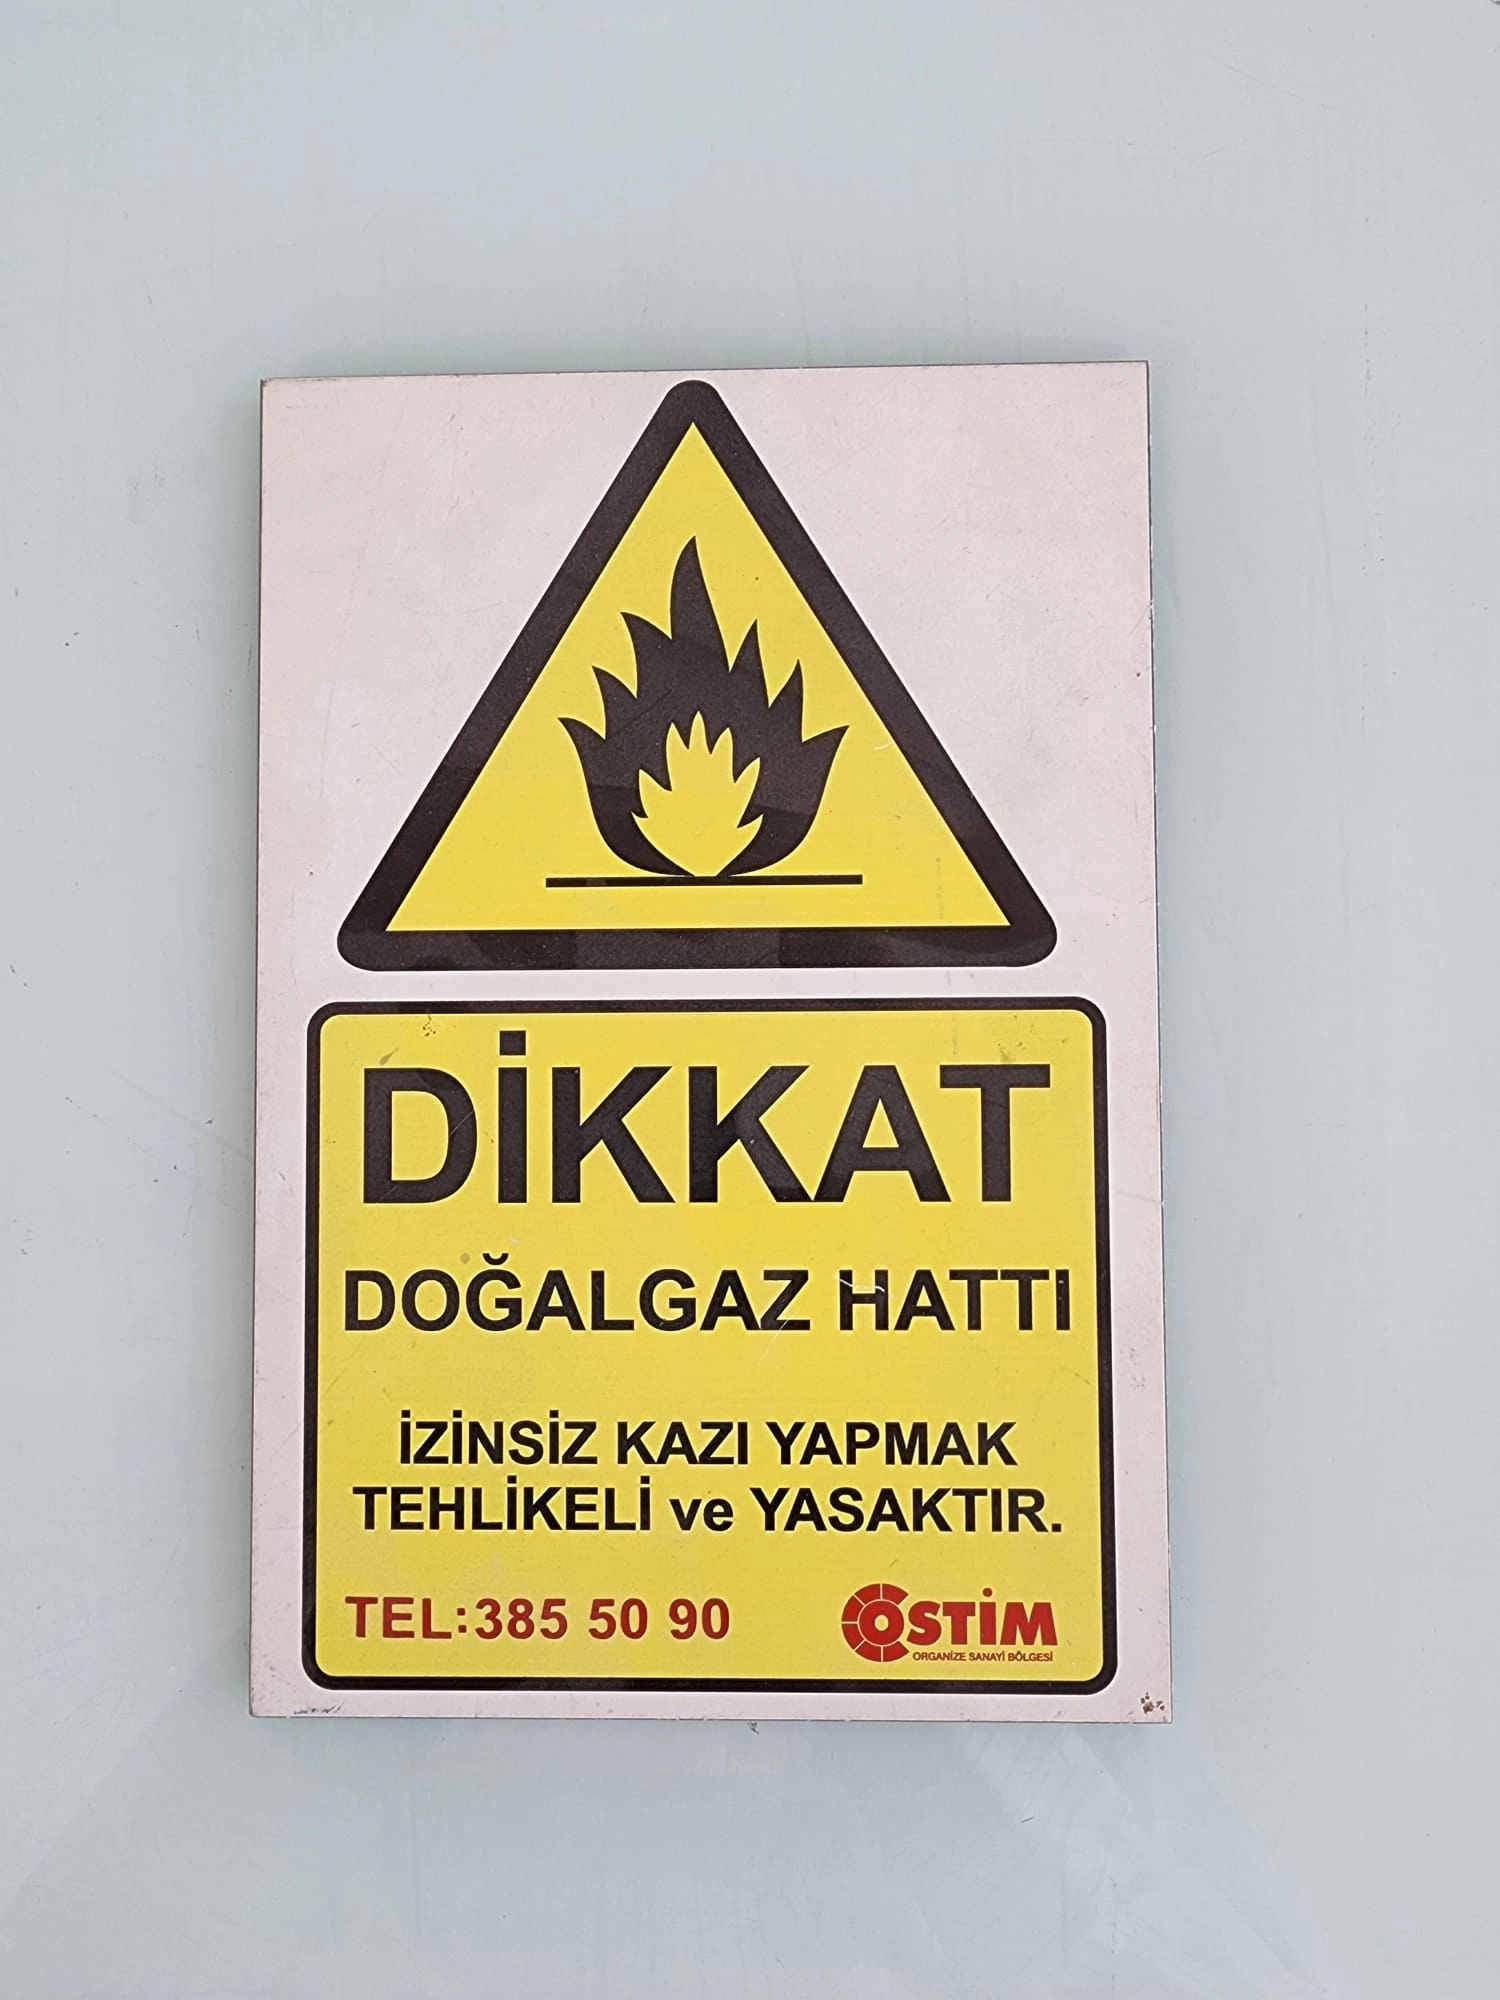 DİKKAT
DOĞALGAZ HATTI
İZİNSİZ KAZI YAPMAK
TEHLİKELİ ve YASAKTIR.
TEL:385 50 90
OSTİM
ORGANİZE SANAYİ BÖLGESİ